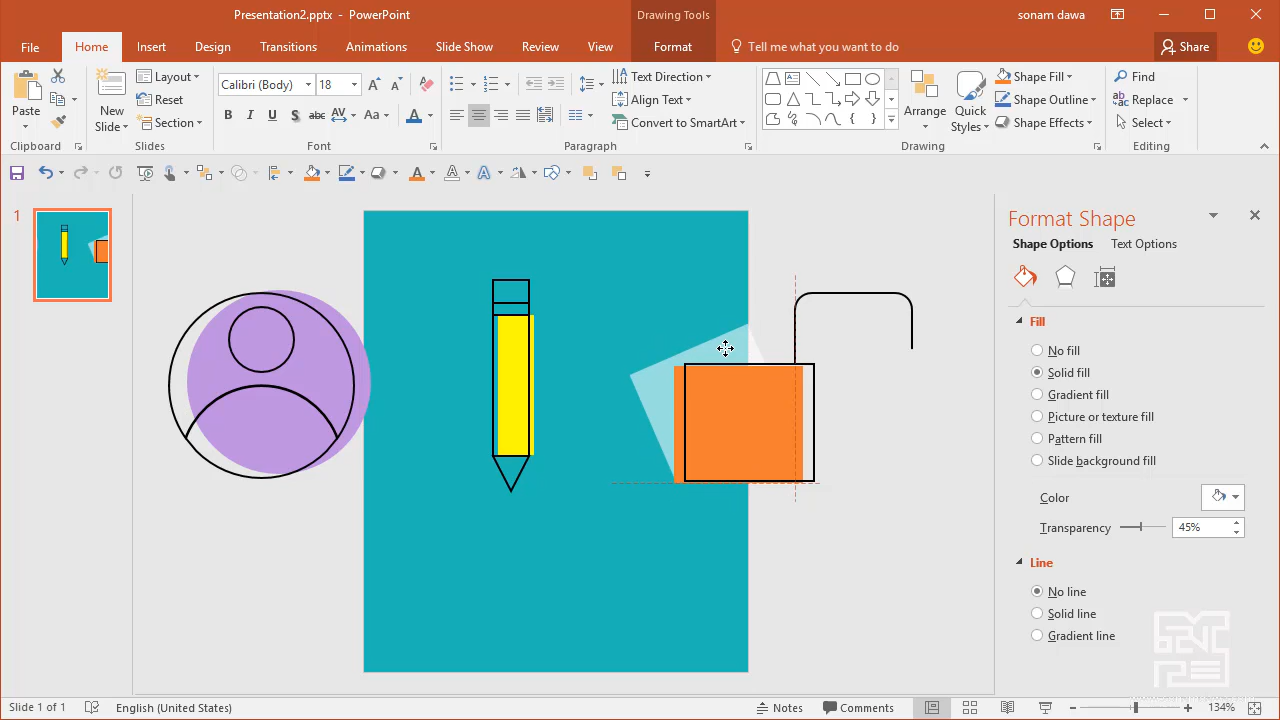 Presentation2.pptx - PowerPoint
Drawing Tools
sonam dawa
File
Home
Insert
Design
Transitions
Animations
Slide Show
Review
View
Format
Tell me what you want to do
Share
Paste
Clipboard
New
Slide
Layout
Reset
Section
Slides
Calibri (Body)
18
B I U S abc AV Aa A
Font
Text Direction
Align Text
Convert to SmartArt
Paragraph
Arrange
Quick
Styles
Shape Fill
Shape Outline
Shape Effects
Drawing
Find
Replace
Select
Editing
1
Format Shape
Shape Options
Text Options
Fill
No fill
Solid fill
Gradient fill
Picture or texture fill
Pattern fill
Slide background fill
Color
Transparency
45%
Line
No line
Solid line
Gradient line
Slide 1 of 1
English (United States)
Notes
Comments
134%